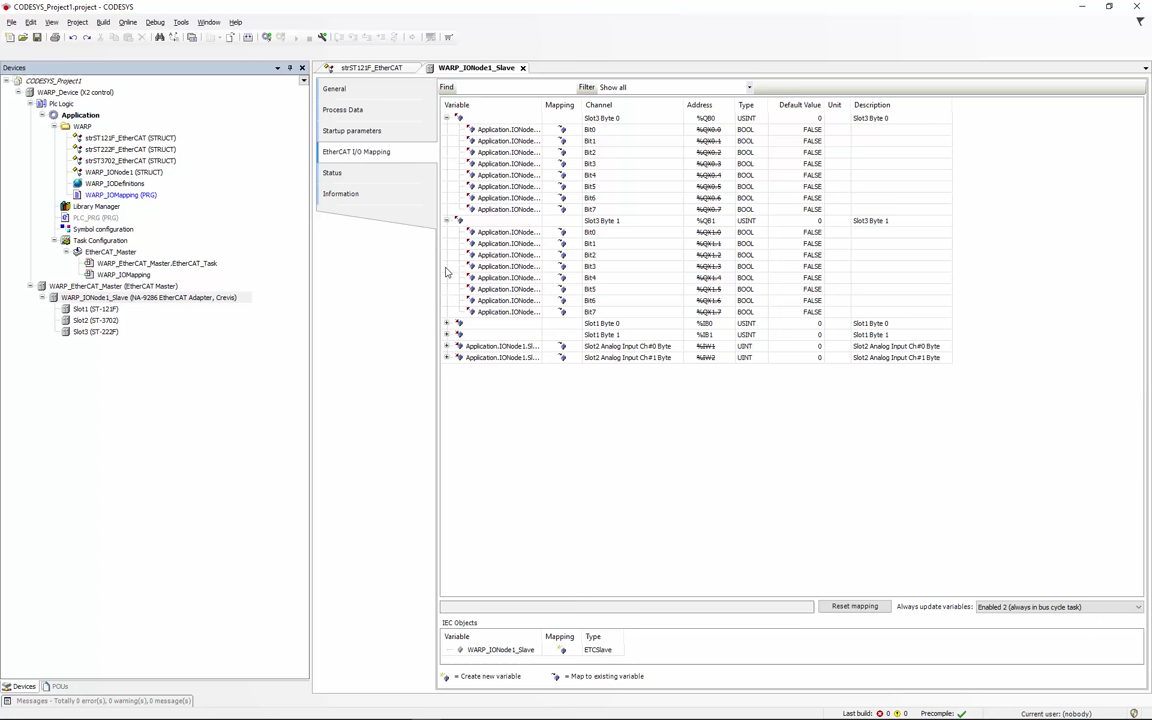 CODESYS_Project1.project - CODESYS
File Edit View Project Build Online Debug Tools Window Help
Devices
CODESYS_Project1
WARP_Device (X2 control)
Plc Logic
Application
WARP
strST121F_EtherCAT (STRUCT)
strST222F_EtherCAT (STRUCT)
strST3702_EtherCAT (STRUCT)
WARP_IONode1 (STRUCT)
WARP_IODefinitions
WARP_IOMapping (PRG)
Library Manager
PLC_PRG (PRG)
Symbol configuration
Task Configuration
EtherCAT_Master
WARP_EtherCAT_Master.EtherCAT_Task
WARP_IOMapping
WARP_EtherCAT_Master (EtherCAT Master)
WARP_IONode1_Slave (NA-9286 EtherCAT Adapter, Crevis)
Slot1 (ST-121F)
Slot2 (ST-3702)
Slot3 (ST-222F)
Devices POUs
strST121F_EtherCAT WARP_IONode1_Slave
General
Process Data
Startup parameters
EtherCAT I/O Mapping
Status
Information
Find Filter Show all
Variable Mapping Channel Address Type Default Value Unit Description
Slot3 Byte 0 %QB0 USINT 0 Slot3 Byte 0
Application.IONode... Bit0 %QX0.0 BOOL FALSE
Application.IONode... Bit1 %QX0.1 BOOL FALSE
Application.IONode... Bit2 %QX0.2 BOOL FALSE
Application.IONode... Bit3 %QX0.3 BOOL FALSE
Application.IONode... Bit4 %QX0.4 BOOL FALSE
Application.IONode... Bit5 %QX0.5 BOOL FALSE
Application.IONode... Bit6 %QX0.6 BOOL FALSE
Application.IONode... Bit7 %QX0.7 BOOL FALSE
Slot3 Byte 1 %QB1 USINT 0 Slot3 Byte 1
Application.IONode... Bit0 %QX1.0 BOOL FALSE
Application.IONode... Bit1 %QX1.1 BOOL FALSE
Application.IONode... Bit2 %QX1.2 BOOL FALSE
Application.IONode... Bit3 %QX1.3 BOOL FALSE
Application.IONode... Bit4 %QX1.4 BOOL FALSE
Application.IONode... Bit5 %QX1.5 BOOL FALSE
Application.IONode... Bit6 %QX1.6 BOOL FALSE
Application.IONode... Bit7 %QX1.7 BOOL FALSE
Slot1 Byte 0 %IB0 USINT 0 Slot1 Byte 0
Slot1 Byte 1 %IB1 USINT 0 Slot1 Byte 1
Application.IONode1.Sl... Slot2 Analog Input Ch#0 Byte %IW1 UINT 0 Slot2 Analog Input Ch#0 Byte
Application.IONode1.Sl... Slot2 Analog Input Ch#1 Byte %IW2 UINT 0 Slot2 Analog Input Ch#1 Byte
Reset mapping Always update variables: Enabled 2 (always in bus cycle task)
IEC Objects
Variable Mapping Type
WARP_IONode1_Slave ETCSlave
= Create new variable = Map to existing variable
Messages - Totally 0 error(s), 0 warning(s), 0 message(s)
Last build: 0 0 Precompile: Current user: (nobody)